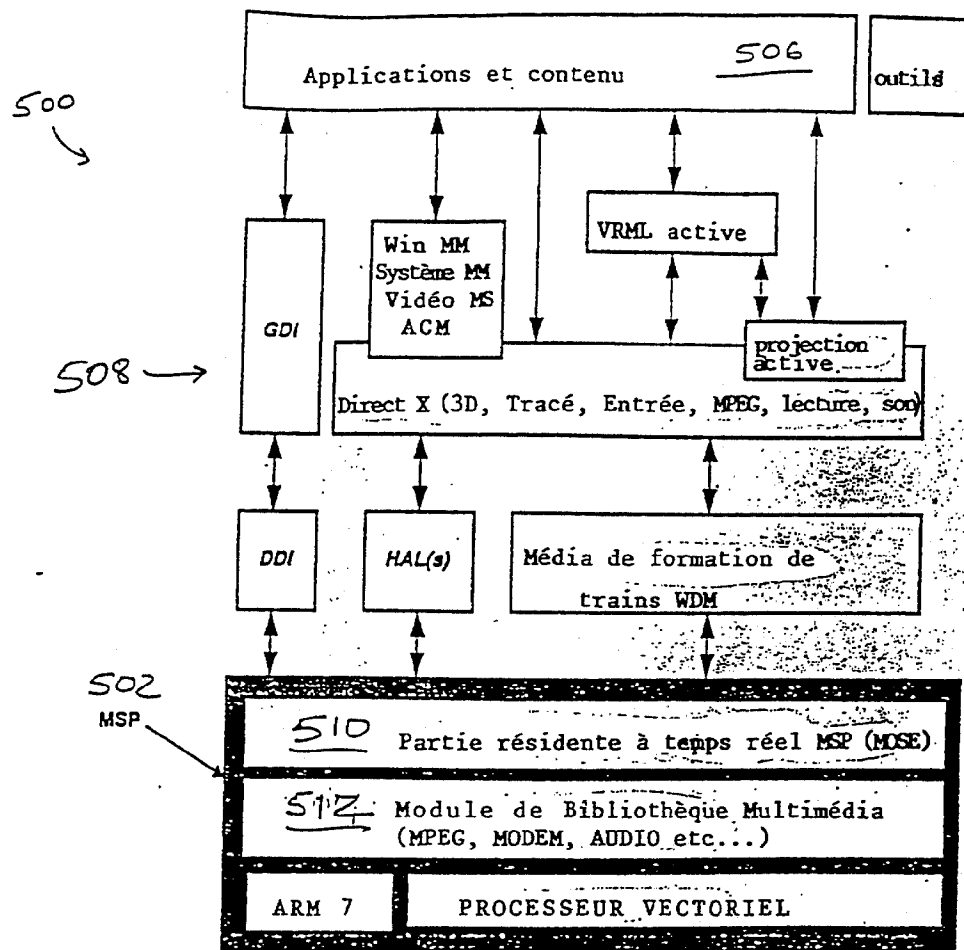 506
Applications et contenu
outils
500
VRML active
Win MM
Système MM
Vidéo MS
ACM
GDI
projection
active
508
Direct X (3D, Tracé, Entrée, MPEG, lecture, son)
DDI
HAL(s)
Média de formation de
trains WDM
502
MSP
510 Partie résidente à temps réel MSP (MOSE)
Module de Bibliothèque Multimédia
(MPEG, MODEM, AUDIO etc...)
ARM 7
PROCESSEUR VECTORIEL